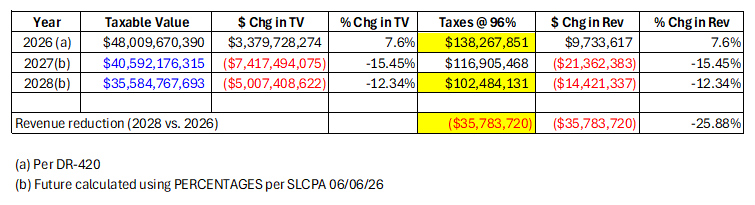 Year Taxable Value $ Chg in TV % Chg in TV Taxes @ 96% $ Chg in Rev % Chg in Rev
2026 (a) $48,009,670,390 $3,379,728,274 7.6% $138,267,851 $9,733,617 7.6%
2027(b) $40,592,176,315 ($7,417,494,075) -15.45% $116,905,468 ($21,362,383) -15.45%
2028(b) $35,584,767,693 ($5,007,408,622) -12.34% $102,484,131 ($14,421,337) -12.34%
Revenue reduction (2028 vs. 2026) ($35,783,720) ($35,783,720) -25.88%
(a) Per DR-420
(b) Future calculated using PERCENTAGES per SLCPA 06/06/26